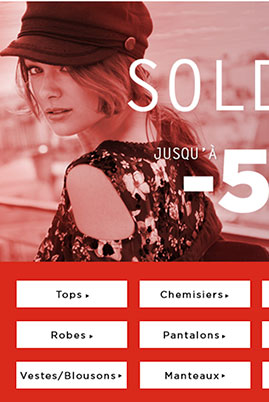 SOLD
JUSQU'À
-5
Tops ▸
Chemisiers ▸
Robes ▸
Pantalons ▸
Vestes/Blousons ▸
Manteaux ▸